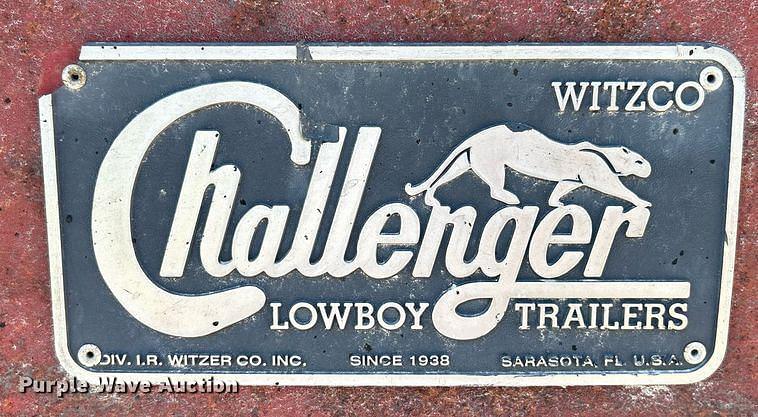 WITZCO
Challenger
LOWBOY TRAILERS
DIV. I.R. WITZER CO. INC. SINCE 1938 SARASOTA, FL. U.S.A.
Purple Wave Auction